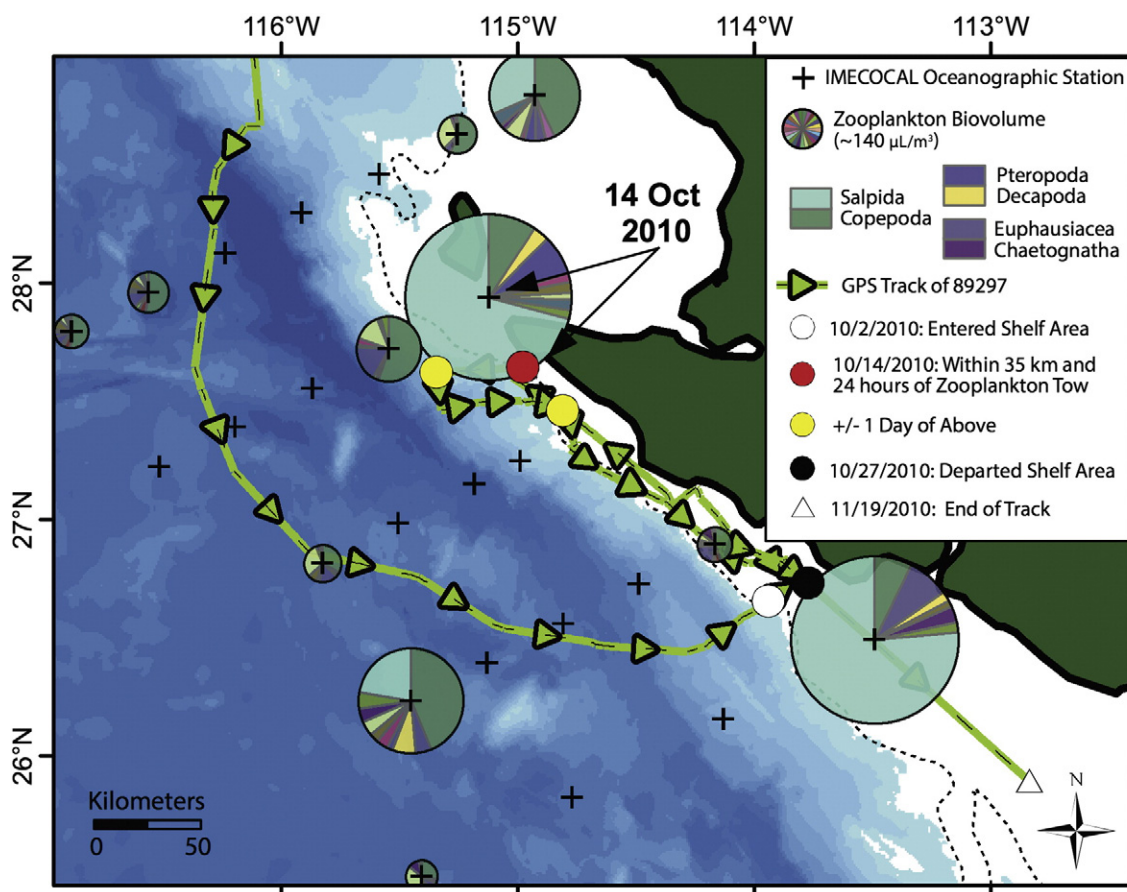 116°W 115°W 114°W 113°W
28°N
27°N
26°N
14 Oct
2010
Kilometers
0 50
N
IMECOCAL Oceanographic Station
Zooplankton Biovolume
(~140 µL/m³)
Salpida
Copepoda
Pteropoda
Decapoda
Euphausiacea
Chaetognatha
GPS Track of 89297
10/2/2010: Entered Shelf Area
10/14/2010: Within 35 km and
24 hours of Zooplankton Tow
+/- 1 Day of Above
10/27/2010: Departed Shelf Area
11/19/2010: End of Track